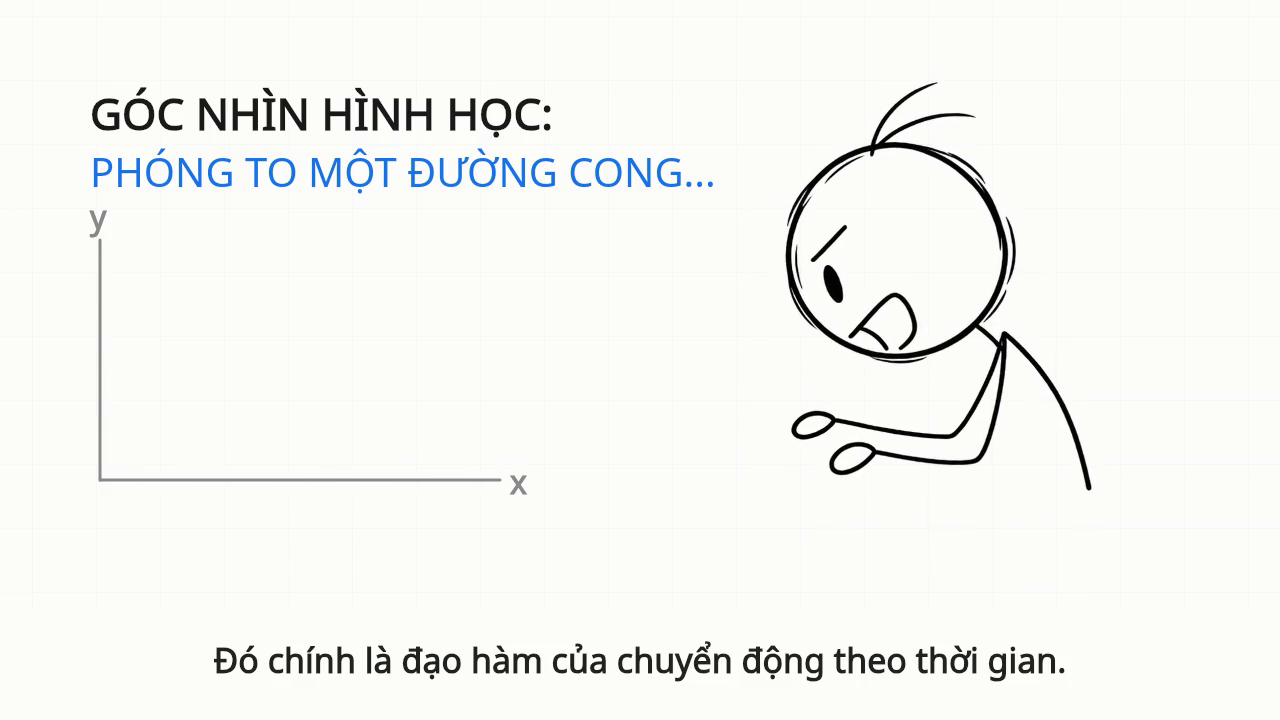 GÓC NHÌN HÌNH HỌC:
PHÓNG TO MỘT ĐƯỜNG CONG...
y
x
Đó chính là đạo hàm của chuyển động theo thời gian.